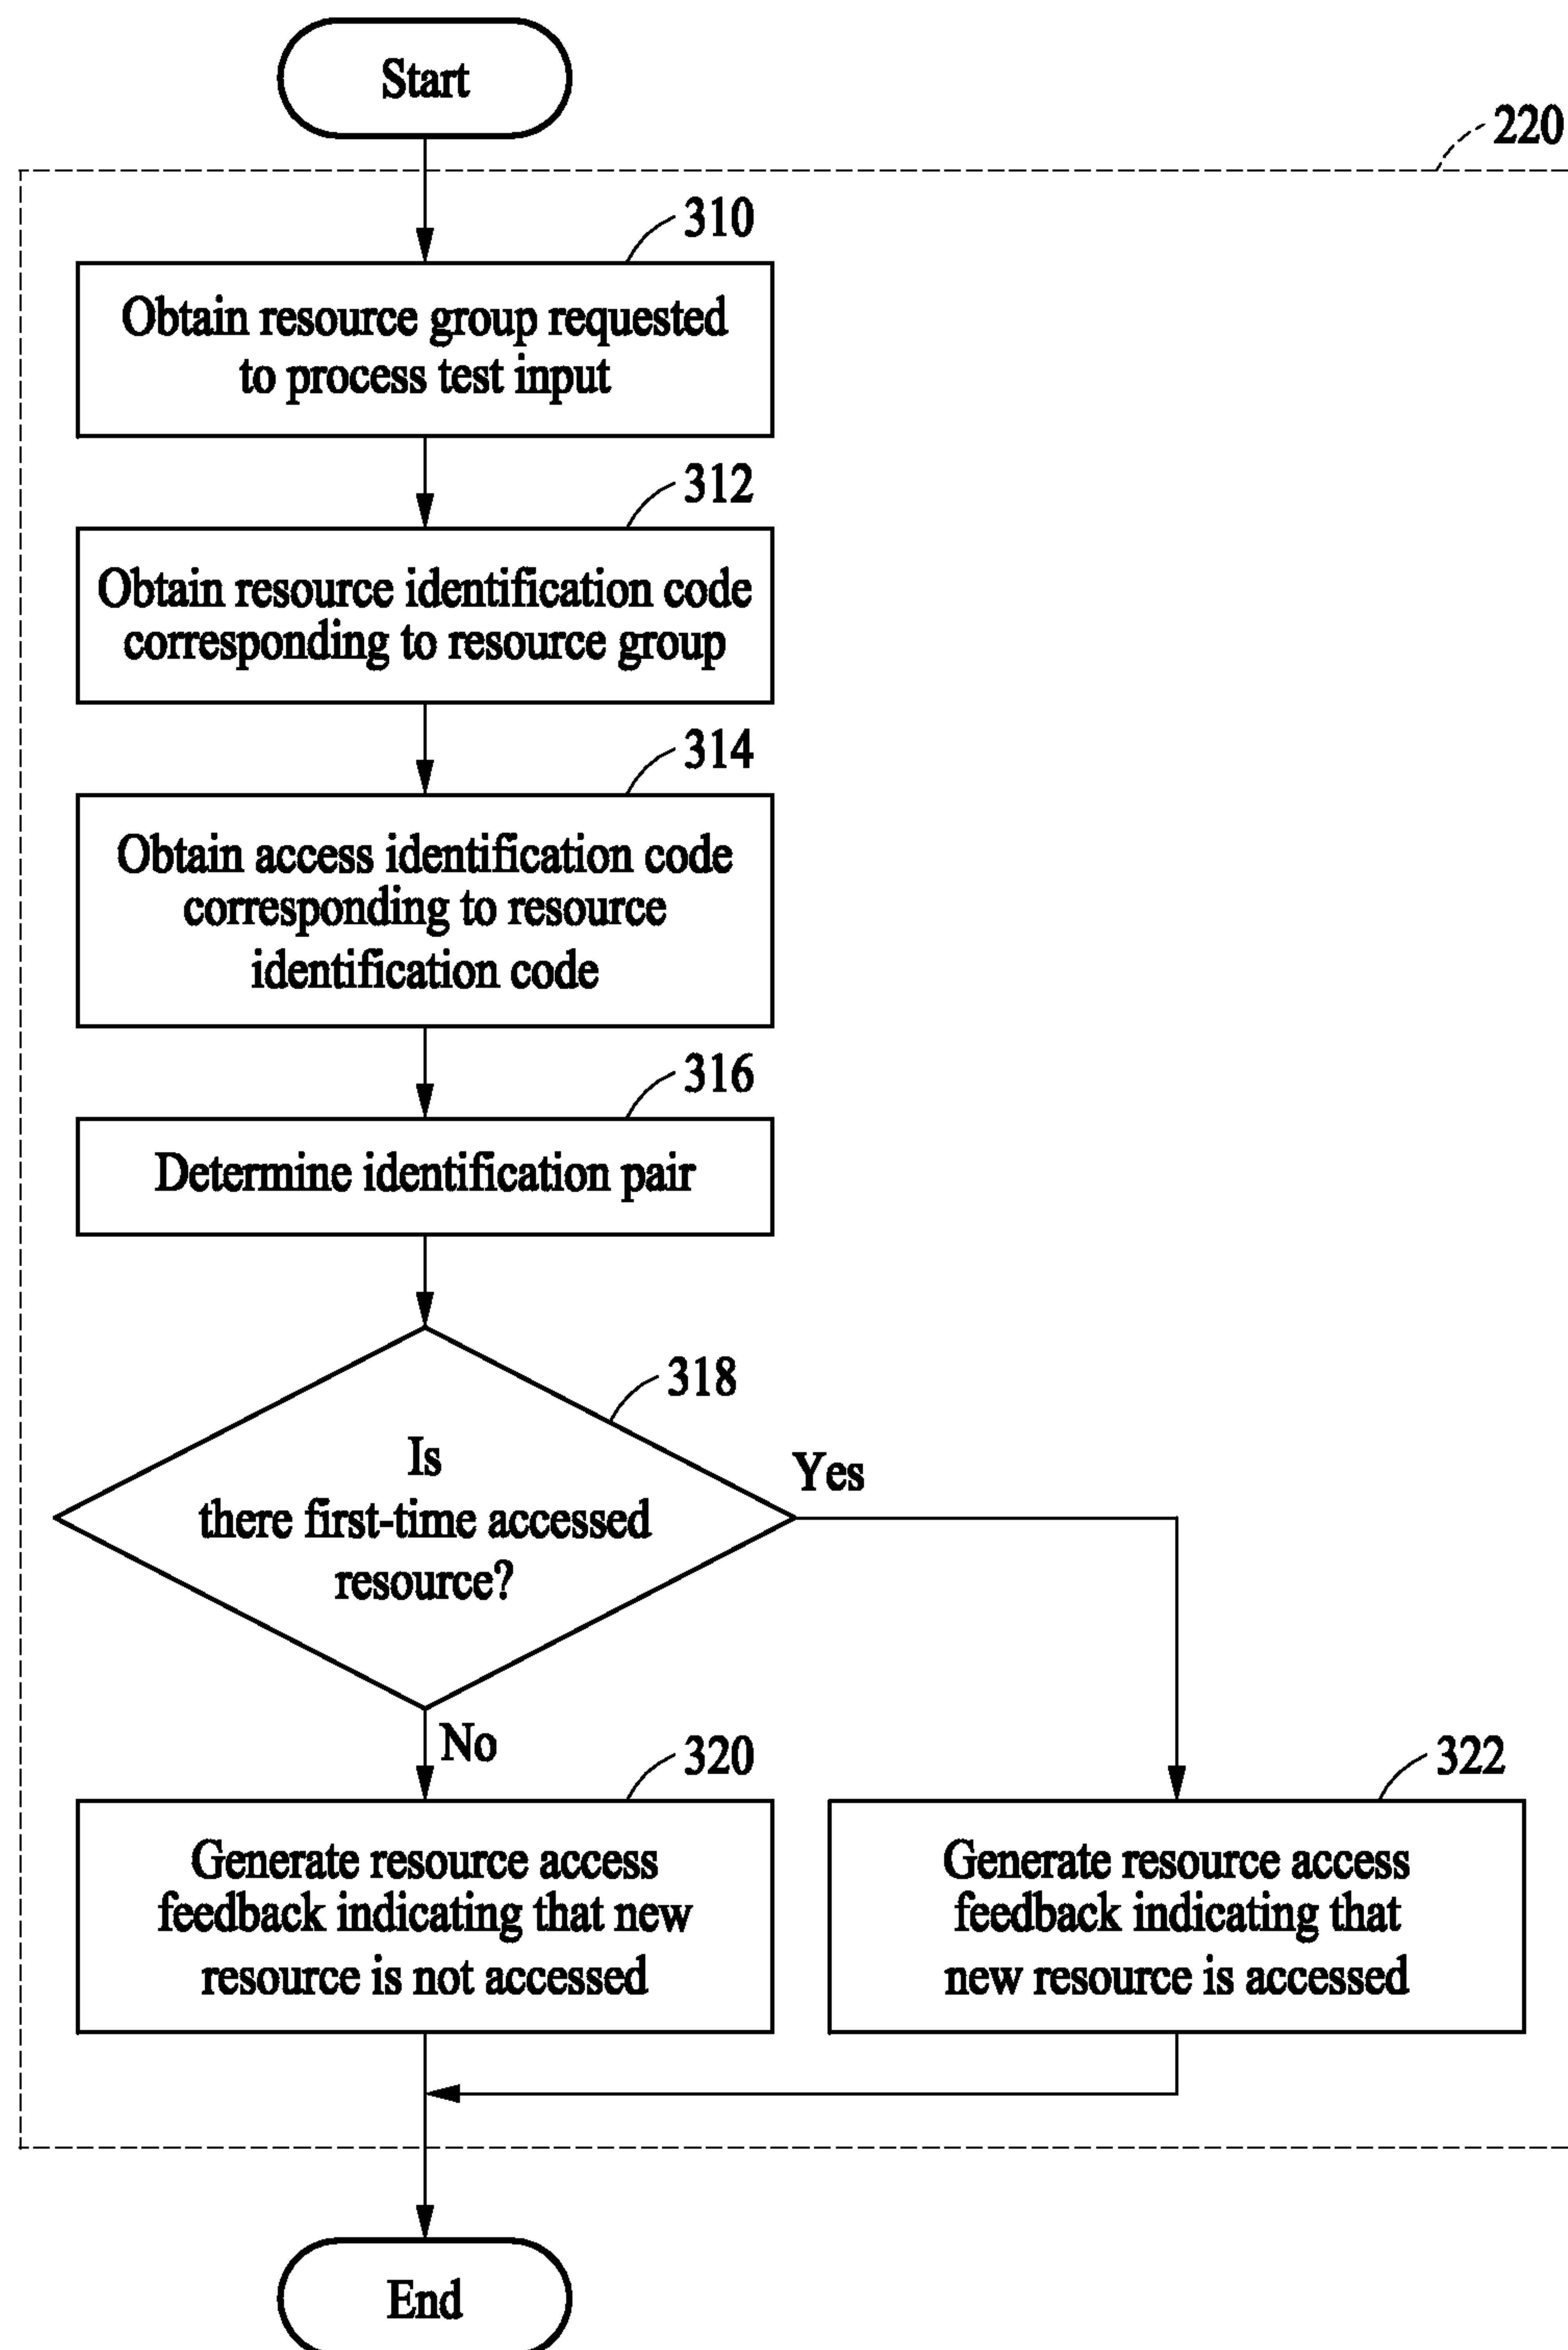 Start
220
310
Obtain resource group requested
to process test input
312
Obtain resource identification code
corresponding to resource group
314
Obtain access identification code
corresponding to resource
identification code
316
Determine identification pair
318
Is
there first-time accessed
resource?
Yes
No
320
Generate resource access
feedback indicating that new
resource is not accessed
322
Generate resource access
feedback indicating that
new resource is accessed
End